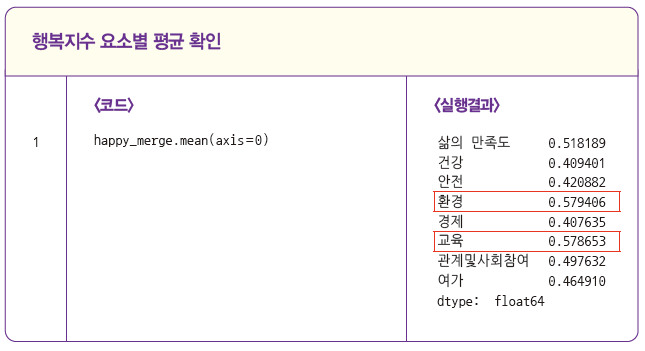 행복지수 요소별 평균 확인
<코드>
1
happy_merge.mean(axis=0)
<실행결과>
삶의 만족도 0.518189
건강 0.409401
안전 0.420882
환경 0.579406
경제 0.407635
교육 0.578653
관계및사회참여 0.497632
여가 0.464910
dtype: float64